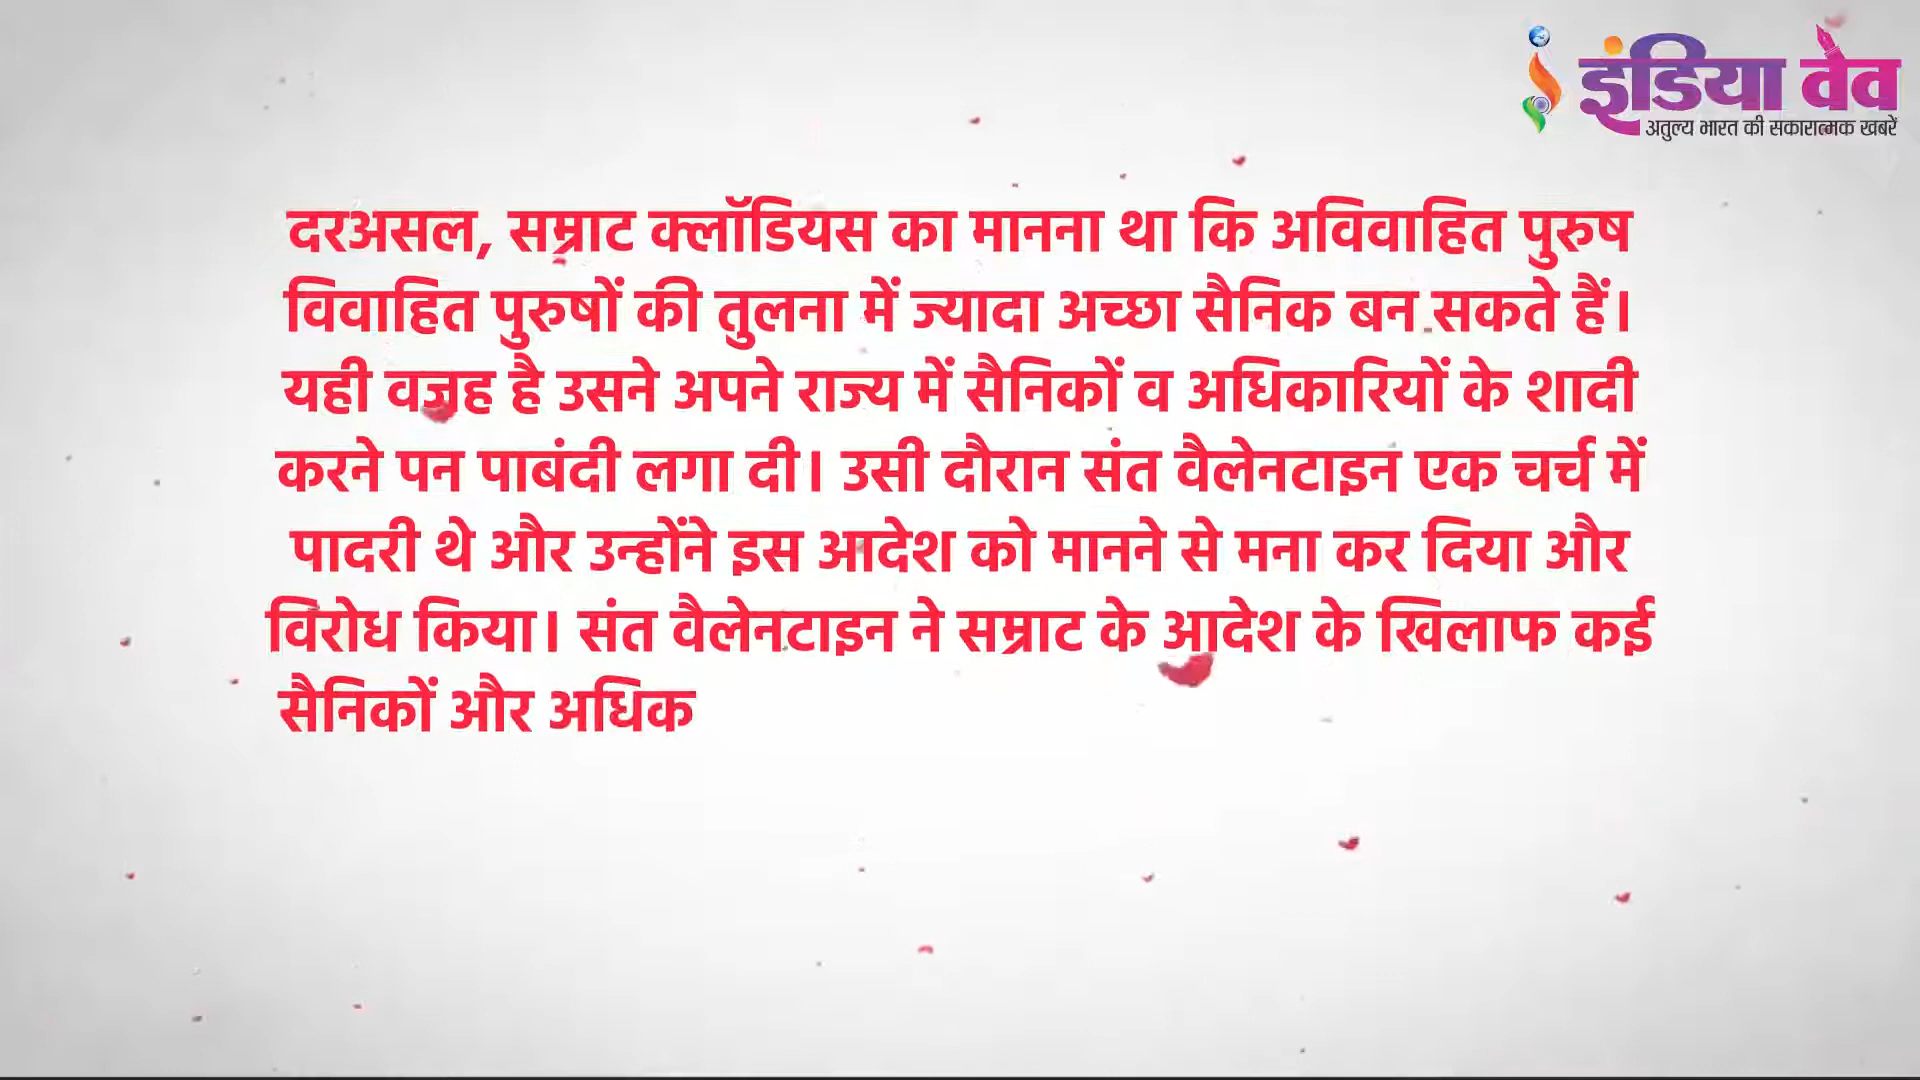 इंडिया वेव
अतुल्य भारत की सकारात्मक खबरें
दरअसल, सम्राट क्लॉडियस का मानना था कि अविवाहित पुरुष
विवाहित पुरुषों की तुलना में ज्यादा अच्छा सैनिक बन सकते हैं।
यही वजह है उसने अपने राज्य में सैनिकों व अधिकारियों के शादी
करने पन पाबंदी लगा दी। उसी दौरान संत वैलेनटाइन एक चर्च में
पादरी थे और उन्होंने इस आदेश को मानने से मना कर दिया और
विरोध किया। संत वैलेनटाइन ने सम्राट के आदेश के खिलाफ कई
सैनिकों और अधिक